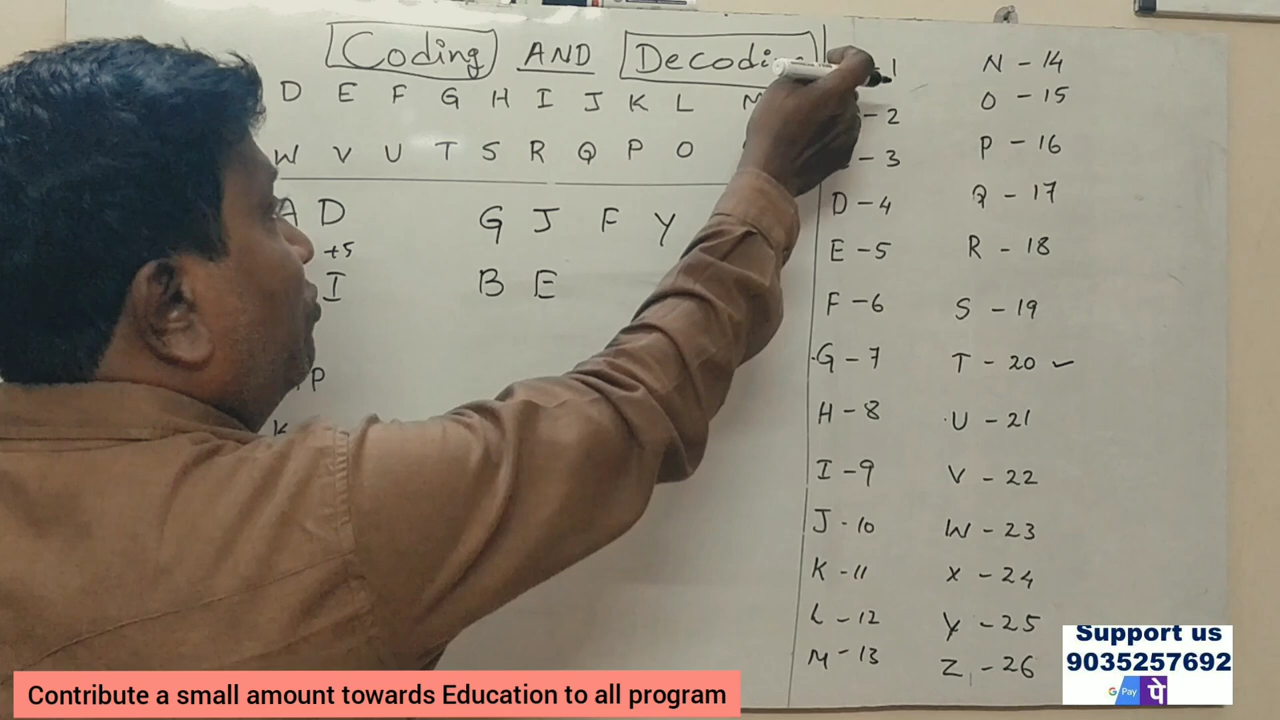 Coding AND Decodi
D E F G H I J K L M
W V U T S R Q P O
A D G J F Y
+5
I B E
P
K
- 1
- 2
- 3
D - 4
E - 5
F - 6
G - 7
H - 8
I - 9
J - 10
K - 11
L - 12
M - 13
N - 14
O - 15
P - 16
Q - 17
R - 18
S - 19
T - 20 ✓
U - 21
V - 22
W - 23
X - 24
Y - 25
Z - 26
Support us
9035257692
G Pay पे
Contribute a small amount towards Education to all program